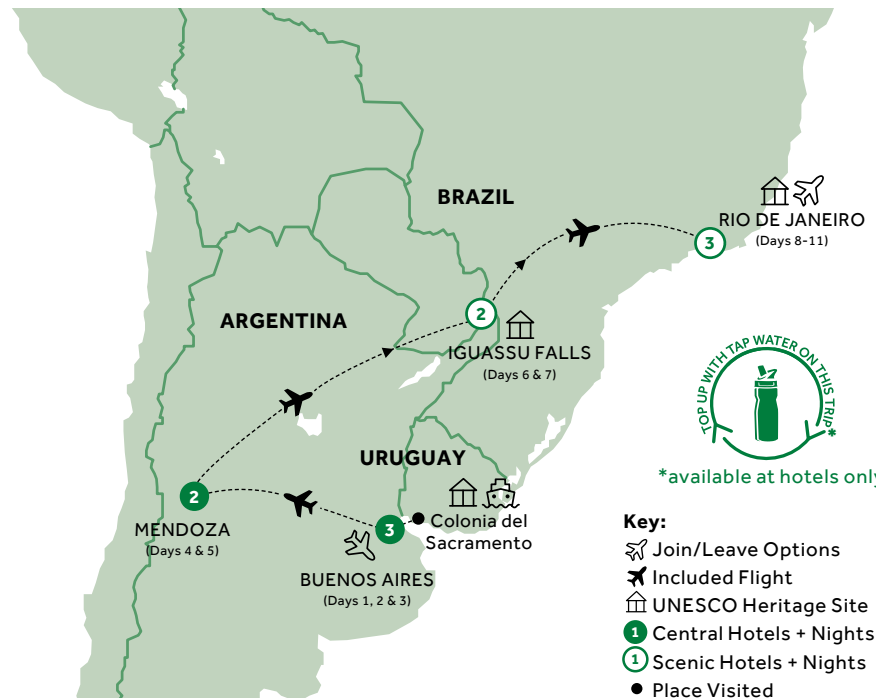 BRAZIL
RIO DE JANEIRO
(Days 8-11)
3
2
ARGENTINA
IGUASSU FALLS
(Days 6 & 7)
TOP UP WITH TAP WATER ON THIS TRIP*
*available at hotels only
URUGUAY
2
MENDOZA
(Days 4 & 5)
3
Colonia del
Sacramento
BUENOS AIRES
(Days 1, 2 & 3)
Key:
Join/Leave Options
Included Flight
UNESCO Heritage Site
1 Central Hotels + Nights
1 Scenic Hotels + Nights
Place Visited